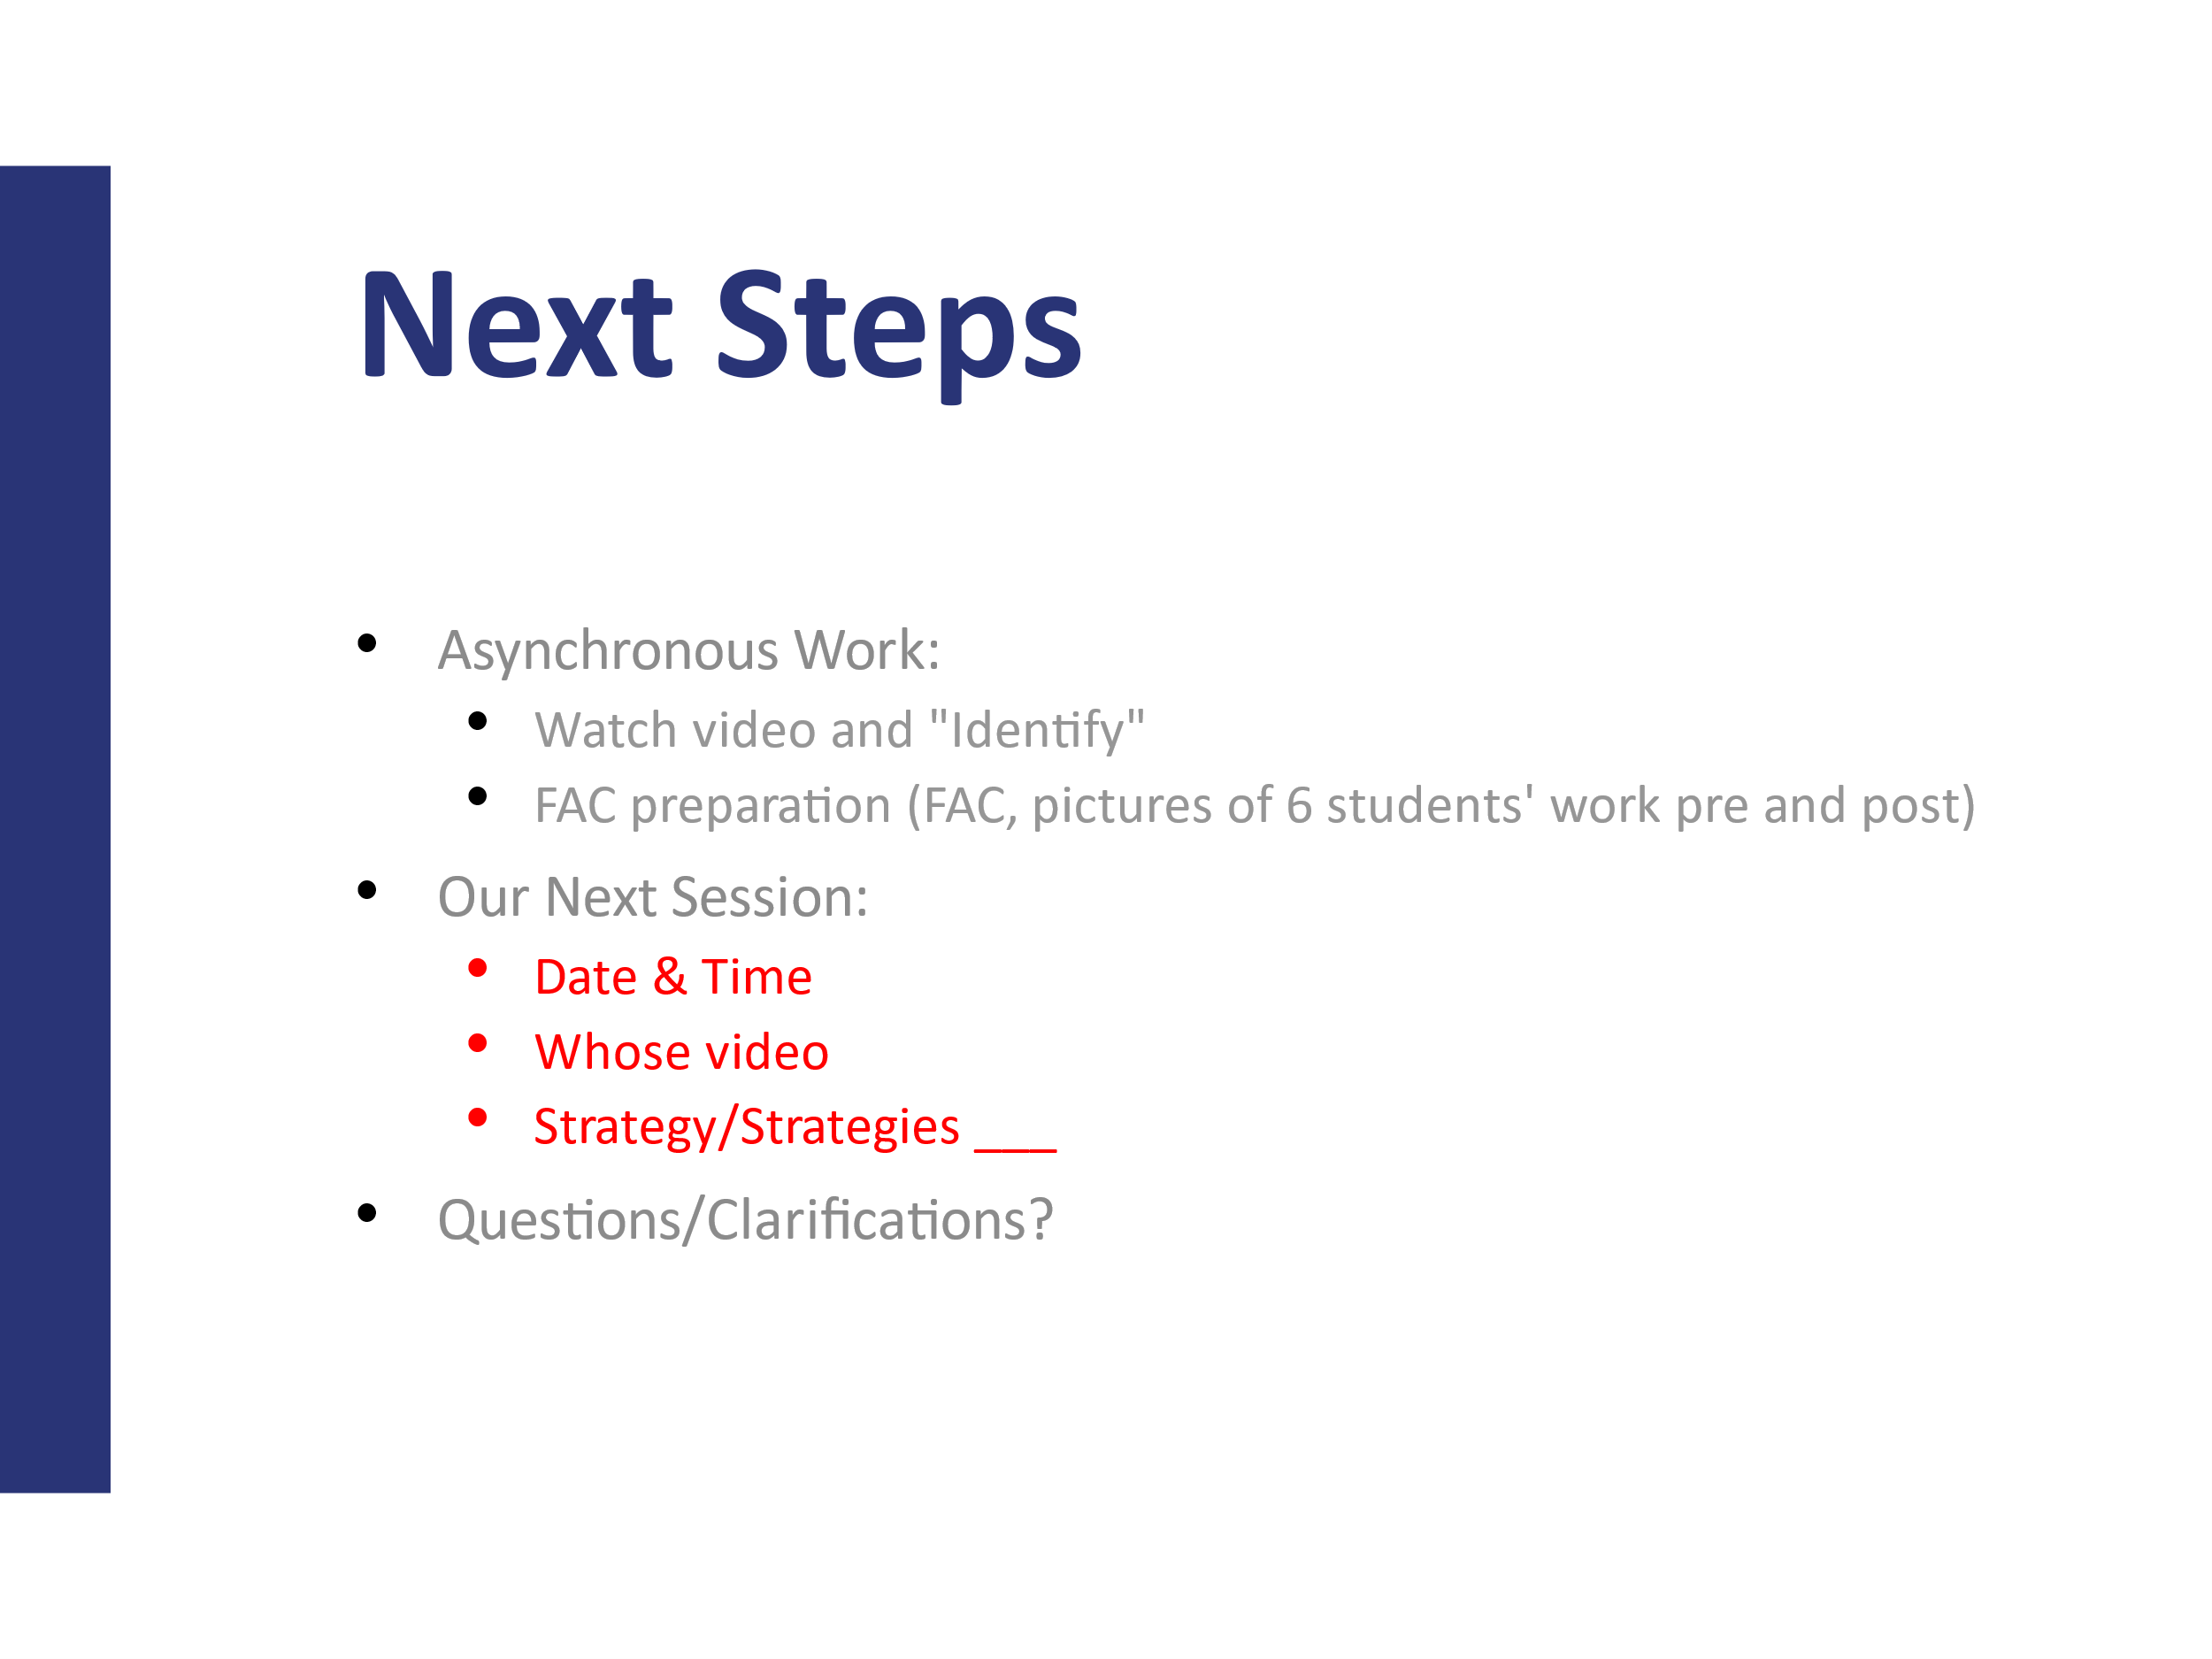 Next Steps
• Asynchronous Work:
• Watch video and "Identify"
• FAC preparation (FAC, pictures of 6 students' work pre and post)
• Our Next Session:
• Date & Time
• Whose video
• Strategy/Strategies ___
• Questions/Clarifications?